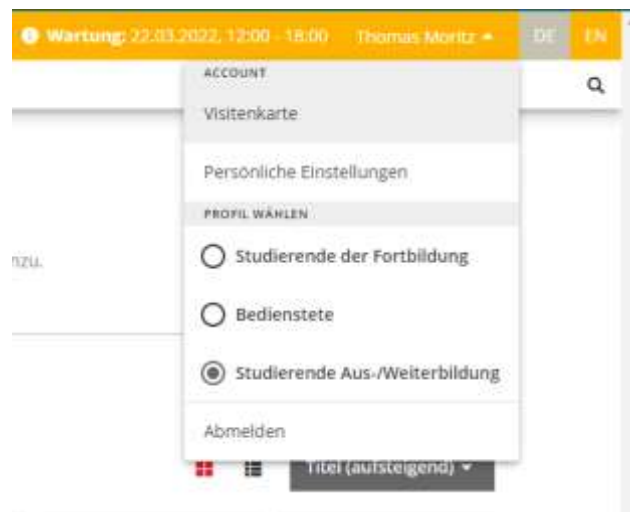 Wartung: 22.03.2022, 12:00 - 18:00 Thomas Moritz DE EN
ACCOUNT
Visitenkarte
Persönliche Einstellungen
PROFIL WÄHLEN
nzu.
Studierende der Fortbildung
Bedienstete
Studierende Aus-/Weiterbildung
Abmelden
Titel (aufsteigend)